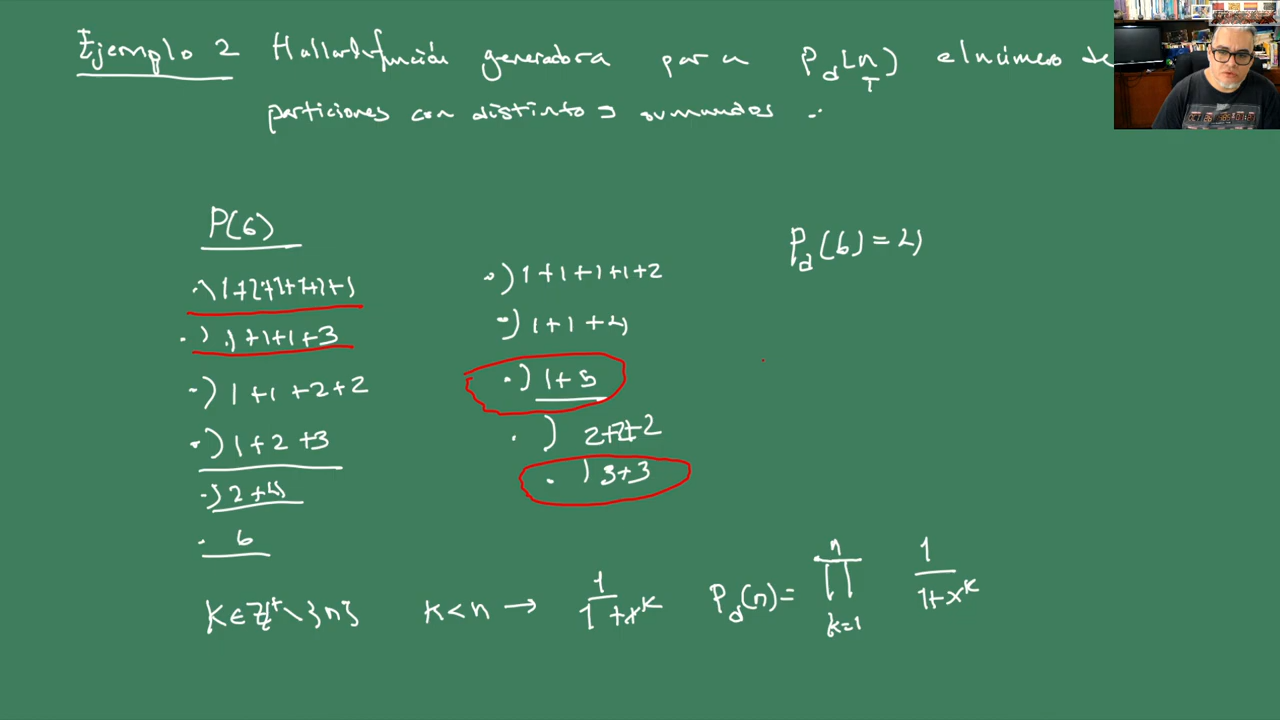 Ejemplo 2 Hallar la función generadora para P_d(n) el número de
particiones con distintos sumandos .
P(6)
·) 1+1+1+1+1+1
·) 1+1+1+3
·) 1+1+2+2
·) 1+2+3
·) 2+4
· 6
·) 1+1+1+1+2
·) 1+1+4
·) 1+5
·) 2+2+2
·) 3+3
P_d(6)=4
K∈Z⁺\{n} K<n → 1/(1+x^K) P_d(n)= ∏_{k=1}^{n} 1/(1+x^K)